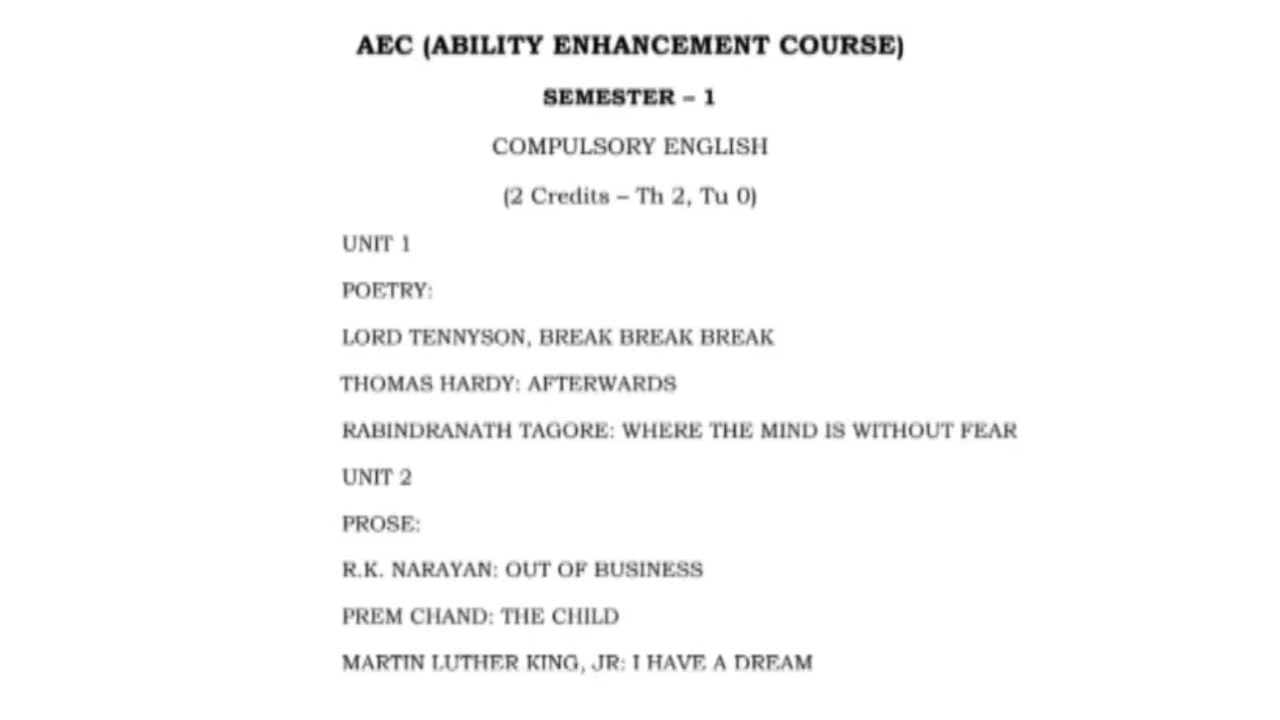 AEC (ABILITY ENHANCEMENT COURSE)
SEMESTER – 1
COMPULSORY ENGLISH
(2 Credits – Th 2, Tu 0)
UNIT 1
POETRY:
LORD TENNYSON, BREAK BREAK BREAK
THOMAS HARDY: AFTERWARDS
RABINDRANATH TAGORE: WHERE THE MIND IS WITHOUT FEAR
UNIT 2
PROSE:
R.K. NARAYAN: OUT OF BUSINESS
PREM CHAND: THE CHILD
MARTIN LUTHER KING, JR: I HAVE A DREAM